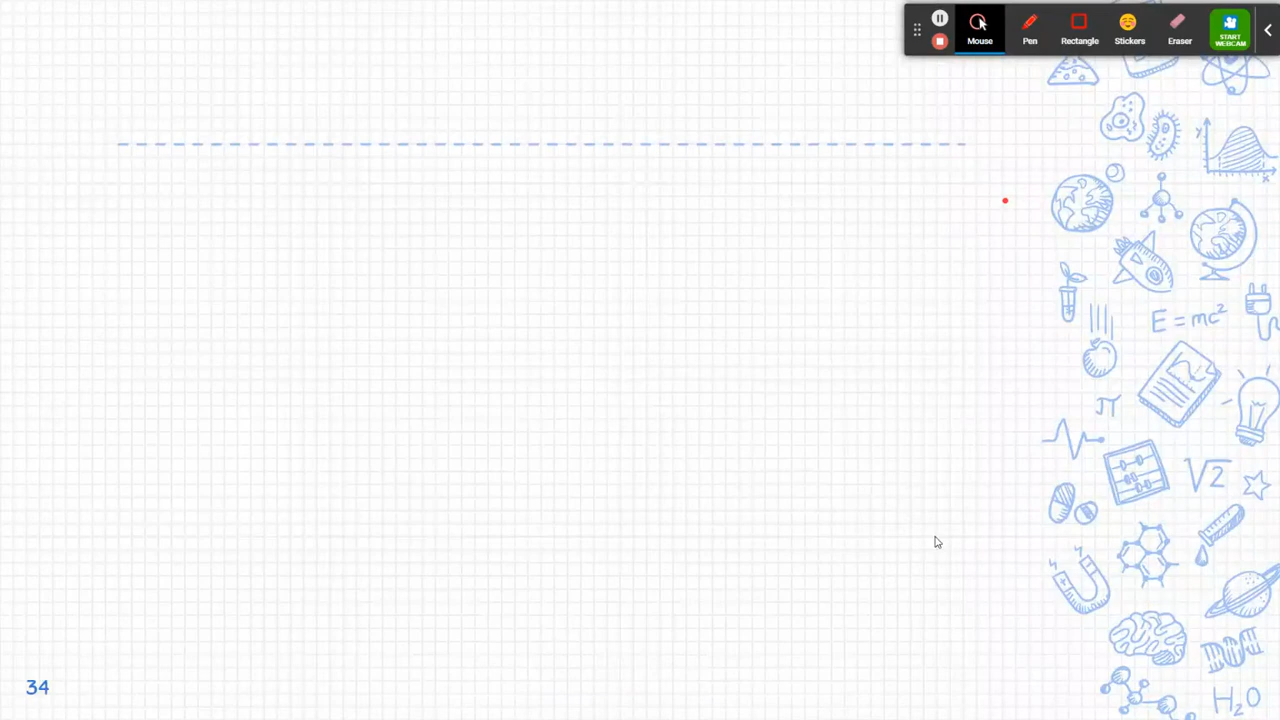 Mouse
Pen
Rectangle
Stickers
Eraser
START
WEBCAM
y
x
E = mc²
π
√2
H₂O
34